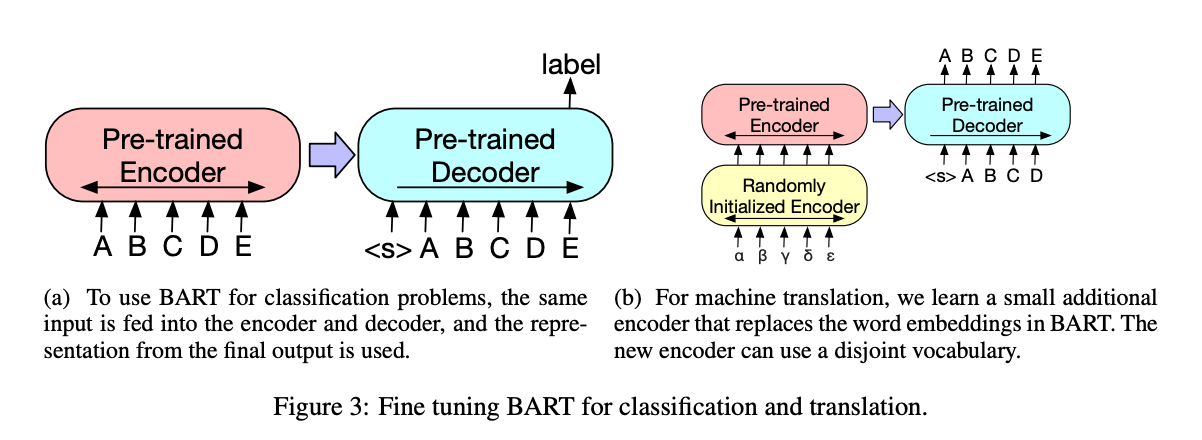 label
Pre-trained
Encoder
Pre-trained
Decoder
A B C D E
<s> A B C D E
A B C D E
Pre-trained
Encoder
Pre-trained
Decoder
<s> A B C D
Randomly
Initialized Encoder
α β γ δ ε
(a) To use BART for classification problems, the same
input is fed into the encoder and decoder, and the repre-
sentation from the final output is used.
(b) For machine translation, we learn a small additional
encoder that replaces the word embeddings in BART. The
new encoder can use a disjoint vocabulary.
Figure 3: Fine tuning BART for classification and translation.